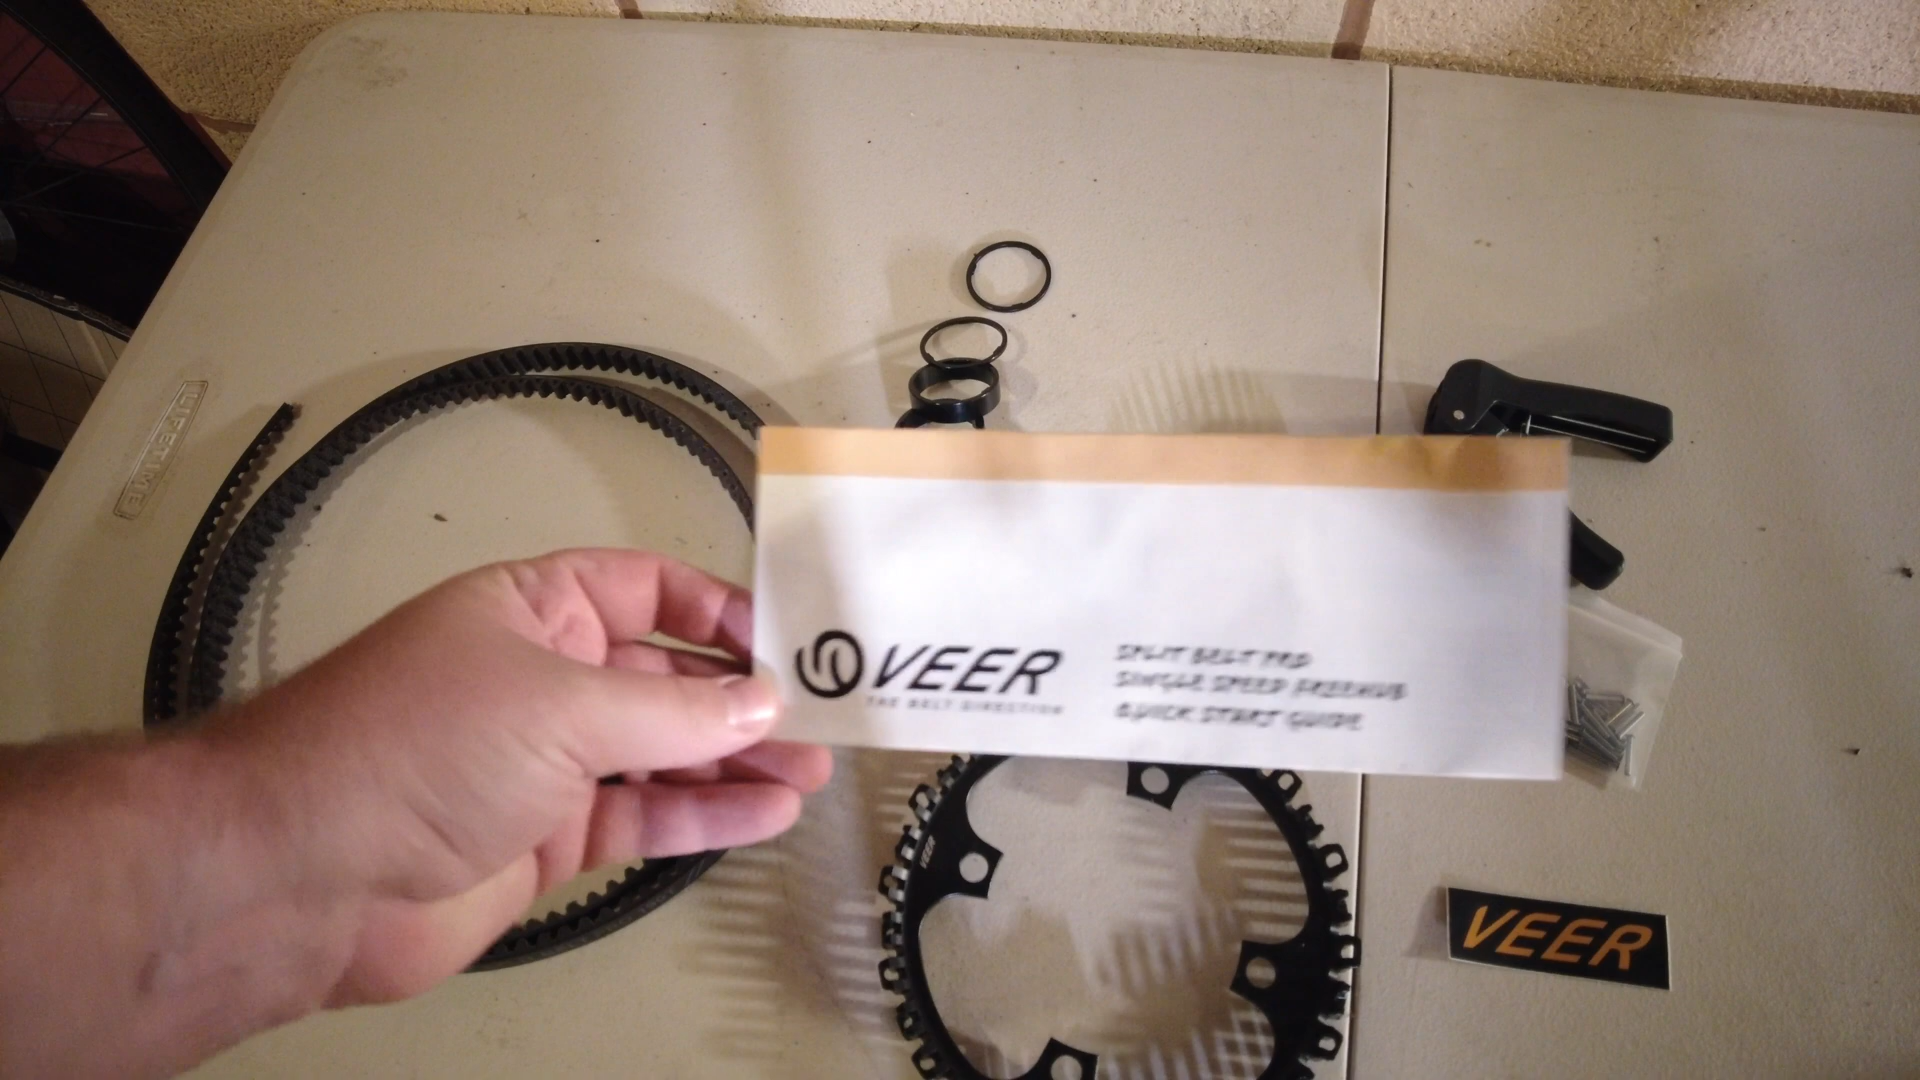 LIFETIME
VEER
THE BELT DIRECTION
SPLIT BELT PRO
SINGLE SPEED FREEHUB
QUICK START GUIDE
VEER
VEER